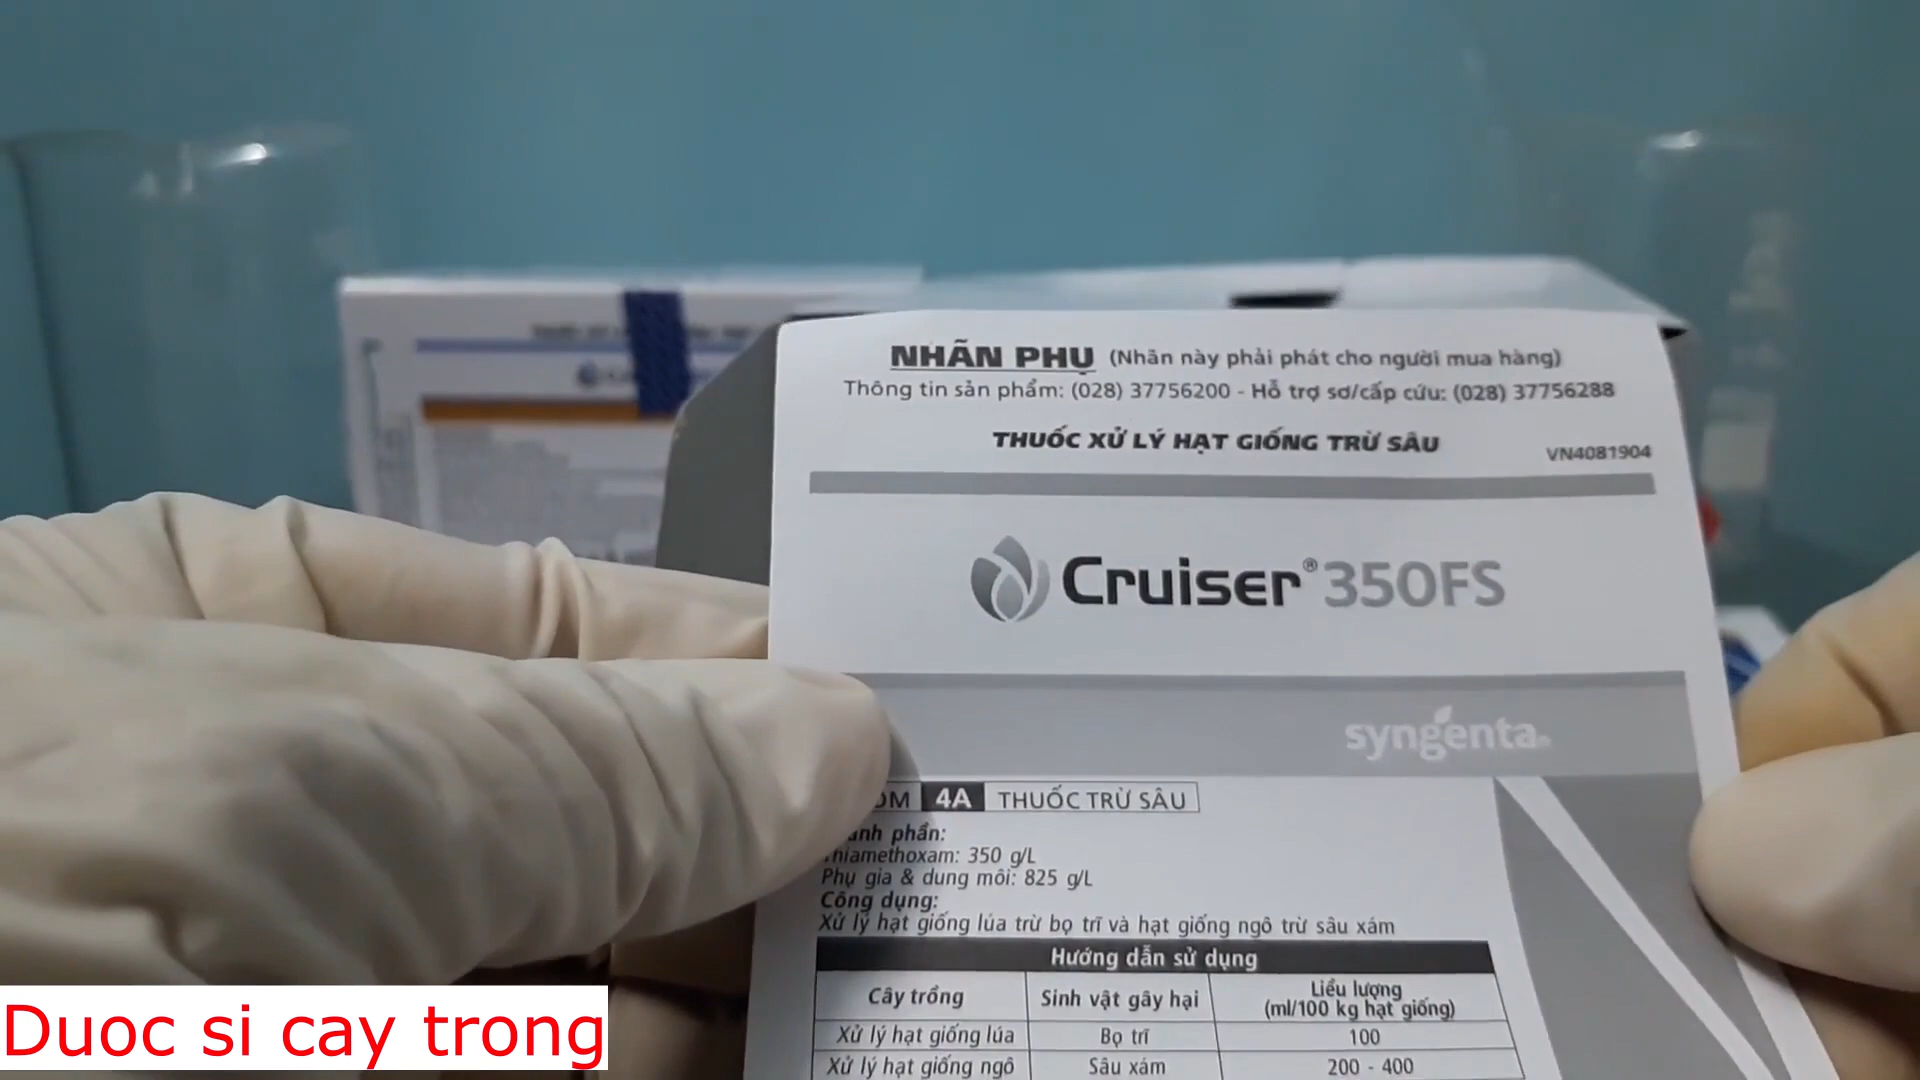 NHÃN PHỤ (Nhãn này phải phát cho người mua hàng)
Thông tin sản phẩm: (028) 37756200 - Hỗ trợ sơ/cấp cứu: (028) 37756288
THUỐC XỬ LÝ HẠT GIỐNG TRỪ SÂU
VN4081904
Cruiser® 350FS
syngenta
4A THUỐC TRỪ SÂU
phần:
Thiamethoxam: 350 g/L
Phụ gia & dung môi: 825 g/L
Công dụng:
Xử lý hạt giống lúa trừ bọ trĩ và hạt giống ngô trừ sâu xám
Hướng dẫn sử dụng
Cây trồng Sinh vật gây hại Liều lượng (ml/100 kg hạt giống)
Xử lý hạt giống lúa Bọ trĩ 100
Xử lý hạt giống ngô Sâu xám 200 - 400
Duoc si cay trong